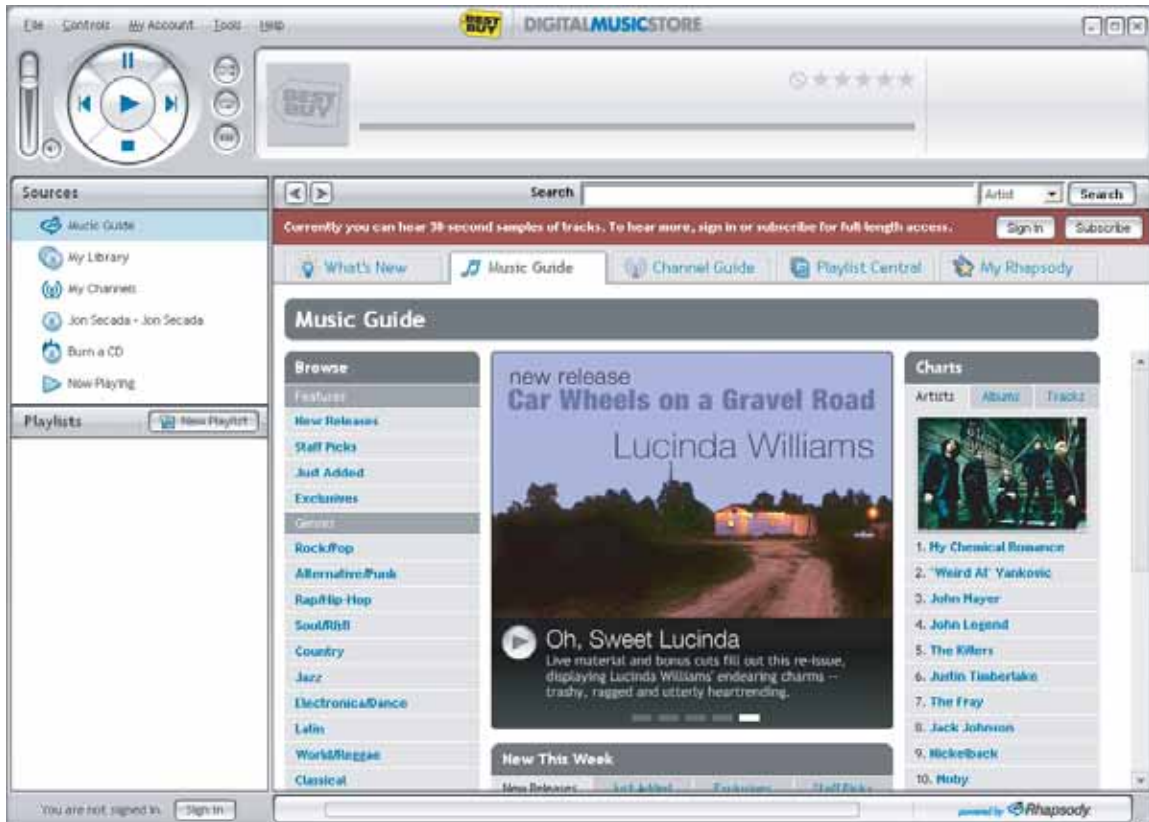 File Controls My Account Tools Help
BEST BUY DIGITALMUSICSTORE
BEST BUY
Sources
Search
Artist
Search
Music Guide
My Library
My Channels
Jon Secada - Jon Secada
Burn a CD
Now Playing
Currently you can hear 30-second samples of tracks. To hear more, sign in or subscribe for full-length access.
Sign In
Subscribe
What's New
Music Guide
Channel Guide
Playlist Central
My Rhapsody
Playlists
New Playlist
Music Guide
Browse
Features
New Releases
Staff Picks
Just Added
Exclusives
Genres
Rock/Pop
Alternative/Punk
Rap/Hip-Hop
Soul/R&B
Country
Jazz
Electronica/Dance
Latin
World/Reggae
Classical
new release
Car Wheels on a Gravel Road
Lucinda Williams
Oh, Sweet Lucinda
Live material and bonus cuts fill out this re-issue,
displaying Lucinda Williams' endearing charms --
trashy, ragged and utterly heartrending.
New This Week
New Releases Just Added Exclusives Staff Picks
Charts
Artists Albums Tracks
1. My Chemical Romance
2. "Weird Al" Yankovic
3. John Mayer
4. John Legend
5. The Killers
6. Justin Timberlake
7. The Fray
8. Jack Johnson
9. Nickelback
10. Moby
You are not signed in.
Sign In
powered by Rhapsody